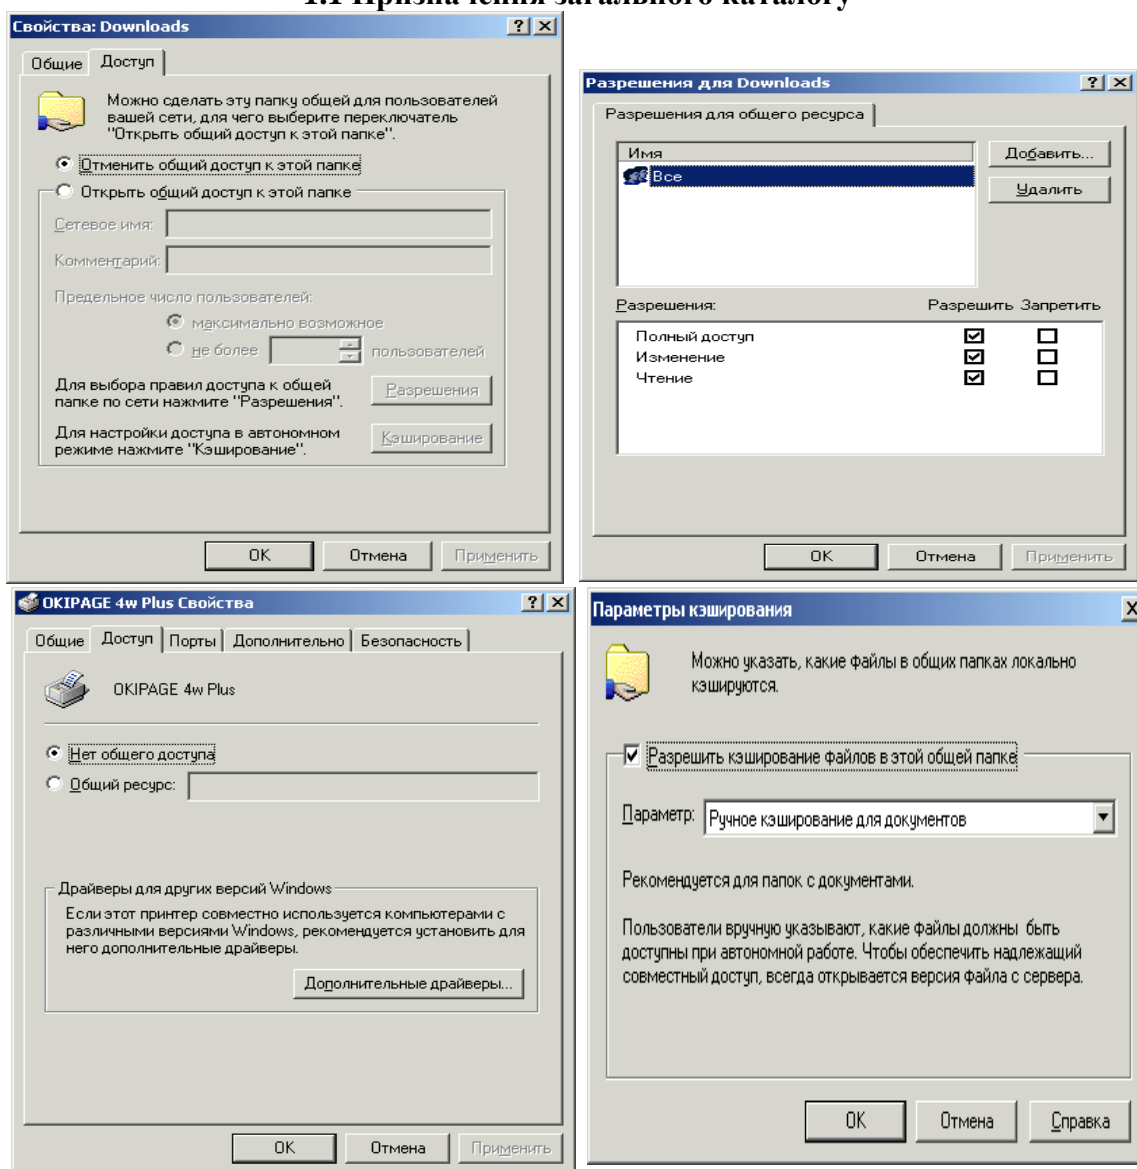 1.1 Призначення загального каталогу
Свойства: Downloads
Общие Доступ
Можно сделать эту папку общей для пользователей
вашей сети, для чего выберите переключатель
"Открыть общий доступ к этой папке".
Отменить общий доступ к этой папке
Открыть общий доступ к этой папке
Сетевое имя:
Комментарий:
Предельное число пользователей:
максимально возможное
не более пользователей
Для выбора правил доступа к общей
папке по сети нажмите "Разрешения".
Разрешения
Для настройки доступа в автономном
режиме нажмите "Кэширование".
Кэширование
OK Отмена Применить
Разрешения для Downloads
Разрешения для общего ресурса
Имя
Все
Добавить...
Удалить
Разрешения: Разрешить Запретить
Полный доступ
Изменение
Чтение
OK Отмена Применить
OKIPAGE 4w Plus Свойства
Общие Доступ Порты Дополнительно Безопасность
OKIPAGE 4w Plus
Нет общего доступа
Общий ресурс:
Драйверы для других версий Windows
Если этот принтер совместно используется компьютерами с
различными версиями Windows, рекомендуется установить для
него дополнительные драйверы.
Дополнительные драйверы...
OK Отмена Применить
Параметры кэширования
Можно указать, какие файлы в общих папках локально
кэшируются.
Разрешить кэширование файлов в этой общей папке
Параметр: Ручное кэширование для документов
Рекомендуется для папок с документами.
Пользователи вручную указывают, какие файлы должны быть
доступны при автономной работе. Чтобы обеспечить надлежащий
совместный доступ, всегда открывается версия файла с сервера.
OK Отмена Справка